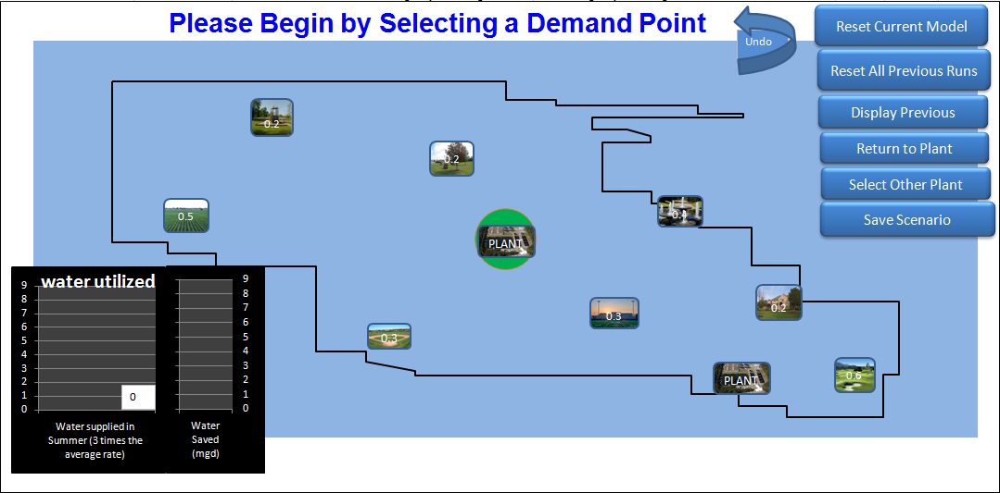 Please Begin by Selecting a Demand Point
Undo
Reset Current Model
Reset All Previous Runs
Display Previous
Return to Plant
Select Other Plant
Save Scenario
0.2
0.2
0.5
0.4
PLANT
0.3
0.2
0.3
PLANT
0.6
water utilized
9
8
7
6
5
4
3
2
1
0
0
Water supplied in
Summer (3 times the
average rate)
9
8
7
6
5
4
3
2
1
0
Water
Saved
(mgd)